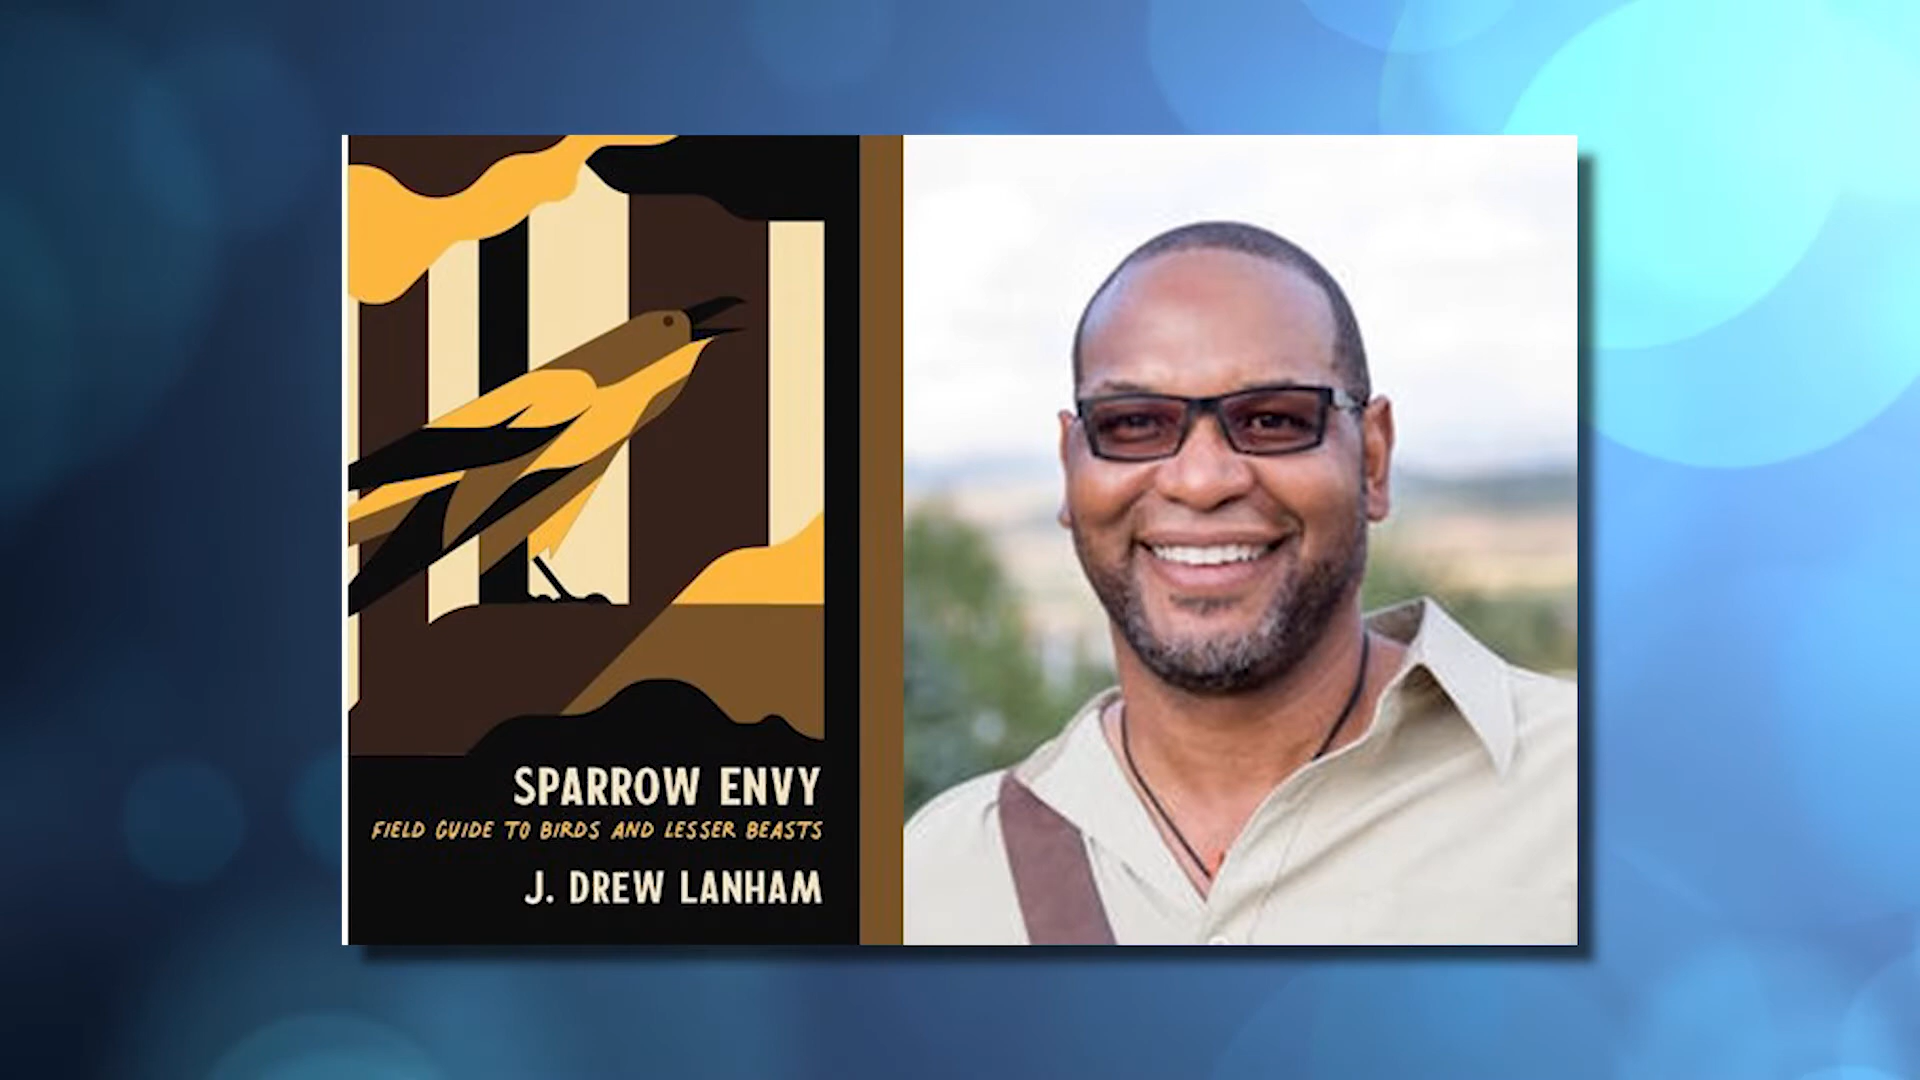 SPARROW ENVY
FIELD GUIDE TO BIRDS AND LESSER BEASTS
J. DREW LANHAM